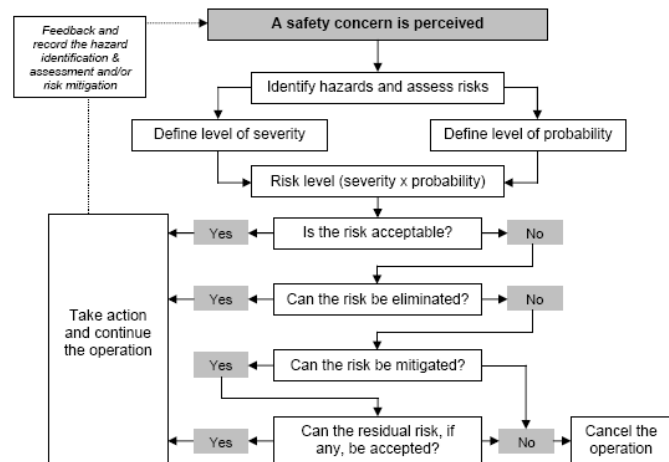 Feedback and
record the hazard
identification &
assessment and/or
risk mitigation
A safety concern is perceived
Identify hazards and assess risks
Define level of severity
Define level of probability
Risk level (severity x probability)
Yes
Is the risk acceptable?
No
Take action
and continue
the operation
Yes
Can the risk be eliminated?
No
Yes
Can the risk be mitigated?
Yes
Can the residual risk, if
any, be accepted?
No
Cancel the
operation